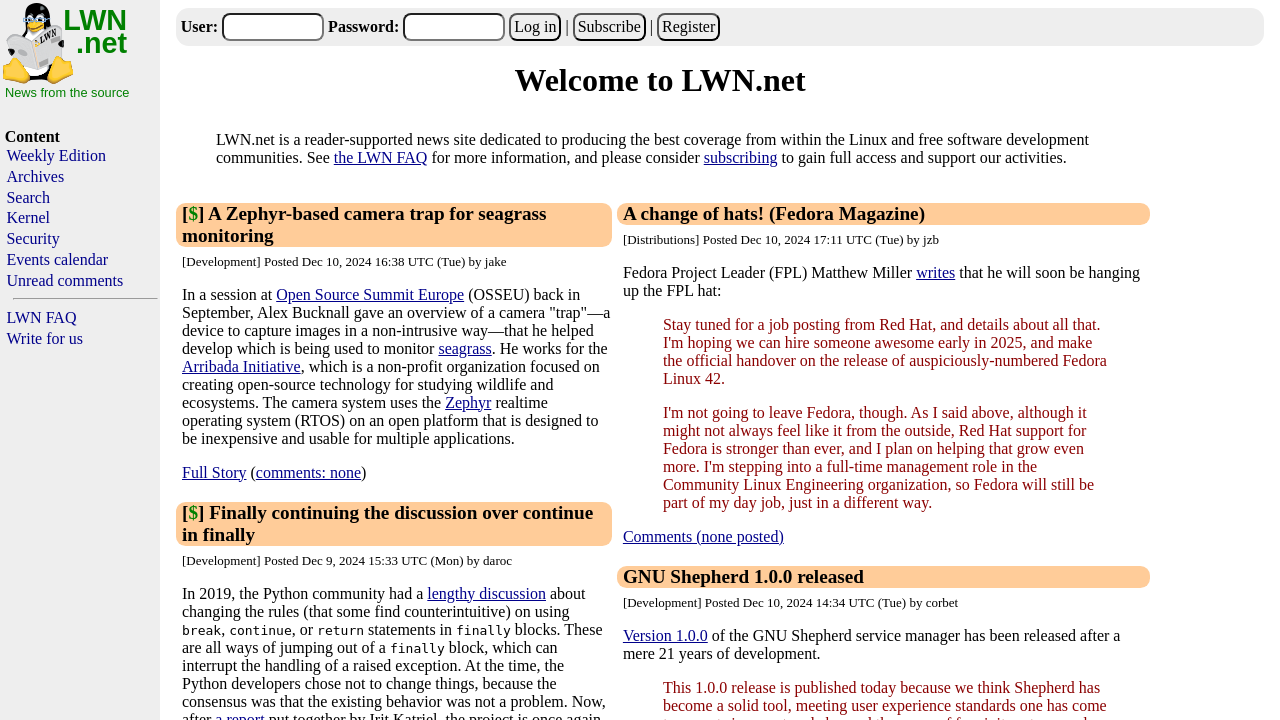 LWN
.net
News from the source
Content
Weekly Edition
Archives
Search
Kernel
Security
Events calendar
Unread comments
LWN FAQ
Write for us
User: Password: Log in | Subscribe | Register
Welcome to LWN.net
LWN.net is a reader-supported news site dedicated to producing the best coverage from within the Linux and free software development
communities. See the LWN FAQ for more information, and please consider subscribing to gain full access and support our activities.
[$] A Zephyr-based camera trap for seagrass
monitoring
[Development] Posted Dec 10, 2024 16:38 UTC (Tue) by jake
In a session at Open Source Summit Europe (OSSEU) back in
September, Alex Bucknall gave an overview of a camera "trap"—a
device to capture images in a non-intrusive way—that he helped
develop which is being used to monitor seagrass. He works for the
Arribada Initiative, which is a non-profit organization focused on
creating open-source technology for studying wildlife and
ecosystems. The camera system uses the Zephyr realtime
operating system (RTOS) on an open platform that is designed to
be inexpensive and usable for multiple applications.
Full Story (comments: none)
[$] Finally continuing the discussion over continue
in finally
[Development] Posted Dec 9, 2024 15:33 UTC (Mon) by daroc
In 2019, the Python community had a lengthy discussion about
changing the rules (that some find counterintuitive) on using
break, continue, or return statements in finally blocks. These
are all ways of jumping out of a finally block, which can
interrupt the handling of a raised exception. At the time, the
Python developers chose not to change things, because the
consensus was that the existing behavior was not a problem. Now,
after a report put together by Irit Katriel, the project is once again
A change of hats! (Fedora Magazine)
[Distributions] Posted Dec 10, 2024 17:11 UTC (Tue) by jzb
Fedora Project Leader (FPL) Matthew Miller writes that he will soon be hanging
up the FPL hat:
Stay tuned for a job posting from Red Hat, and details about all that.
I'm hoping we can hire someone awesome early in 2025, and make
the official handover on the release of auspiciously-numbered Fedora
Linux 42.
I'm not going to leave Fedora, though. As I said above, although it
might not always feel like it from the outside, Red Hat support for
Fedora is stronger than ever, and I plan on helping that grow even
more. I'm stepping into a full-time management role in the
Community Linux Engineering organization, so Fedora will still be
part of my day job, just in a different way.
Comments (none posted)
GNU Shepherd 1.0.0 released
[Development] Posted Dec 10, 2024 14:34 UTC (Tue) by corbet
Version 1.0.0 of the GNU Shepherd service manager has been released after a
mere 21 years of development.
This 1.0.0 release is published today because we think Shepherd has
become a solid tool, meeting user experience standards one has come